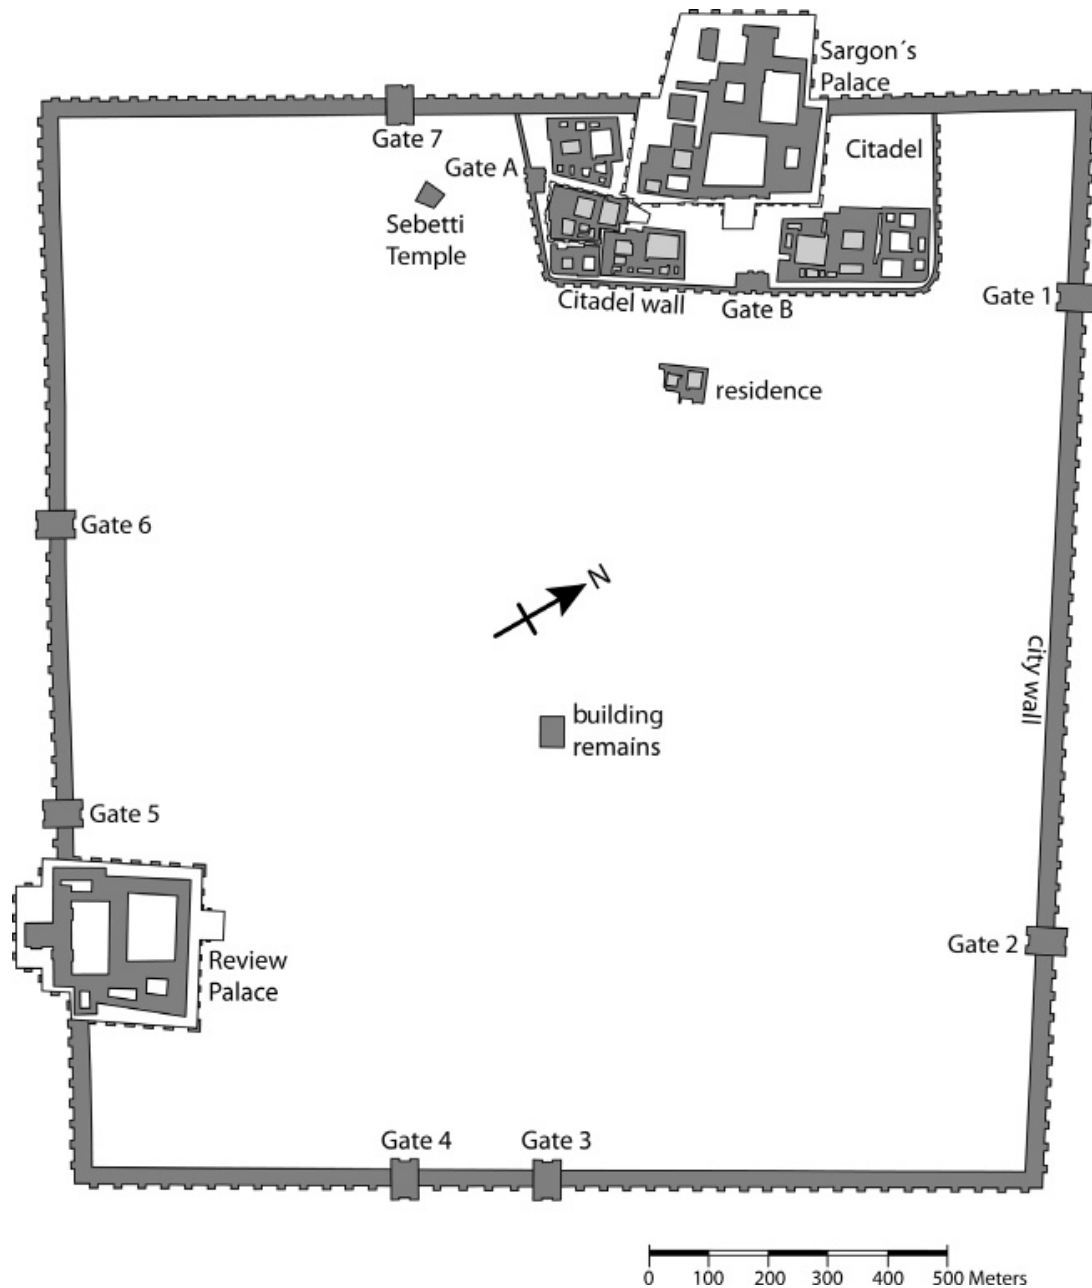 Sargon´s
Palace
Gate 7
Citadel
Gate A
Sebetti
Temple
Gate 1
Citadel wall
Gate B
residence
Gate 6
N
city wall
building
remains
Gate 5
Gate 2
Review
Palace
Gate 4
Gate 3
0 100 200 300 400 500 Meters